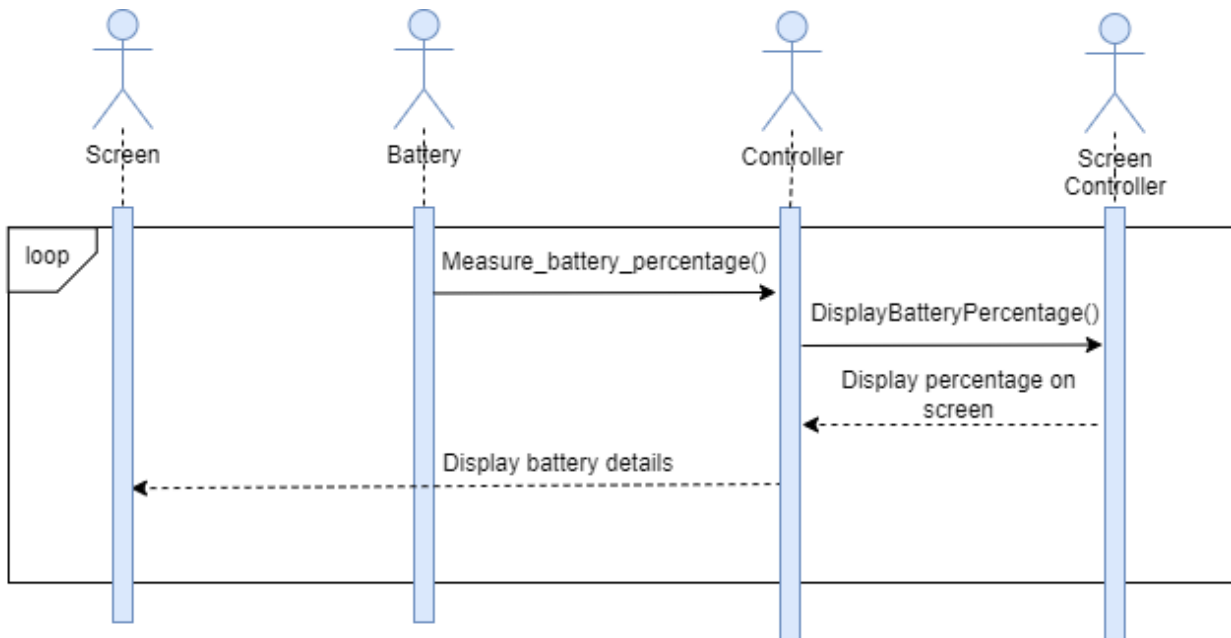 Screen
Battery
Controller
Screen
Controller
loop
Measure_battery_percentage()
DisplayBatteryPercentage()
Display percentage on
screen
Display battery details